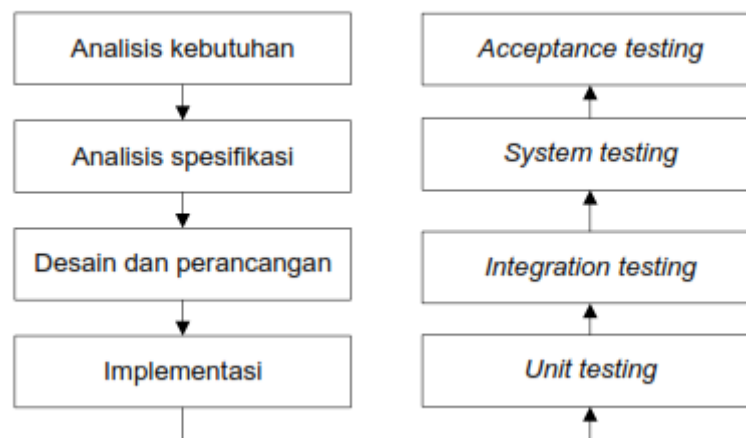 Analisis kebutuhan
Analisis spesifikasi
Desain dan perancangan
Implementasi
Acceptance testing
System testing
Integration testing
Unit testing